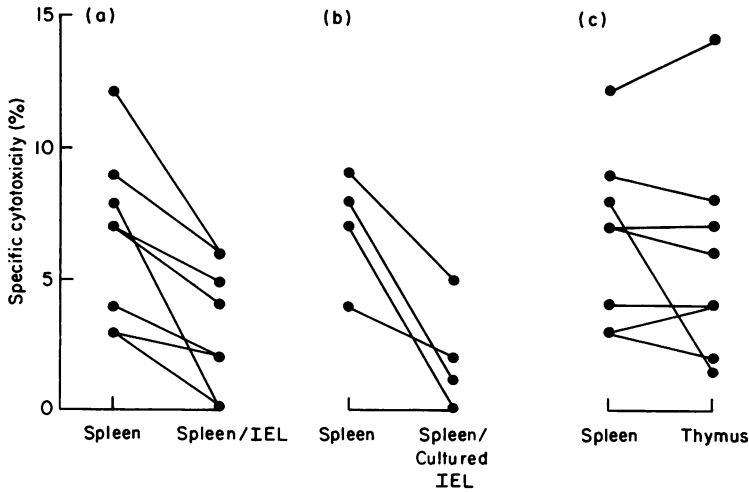 15
(a)
(b)
(c)
10
5
0
Specific cytotoxicity (%)
Spleen
Spleen/IEL
Spleen
Spleen/
Cultured
IEL
Spleen
Thymus